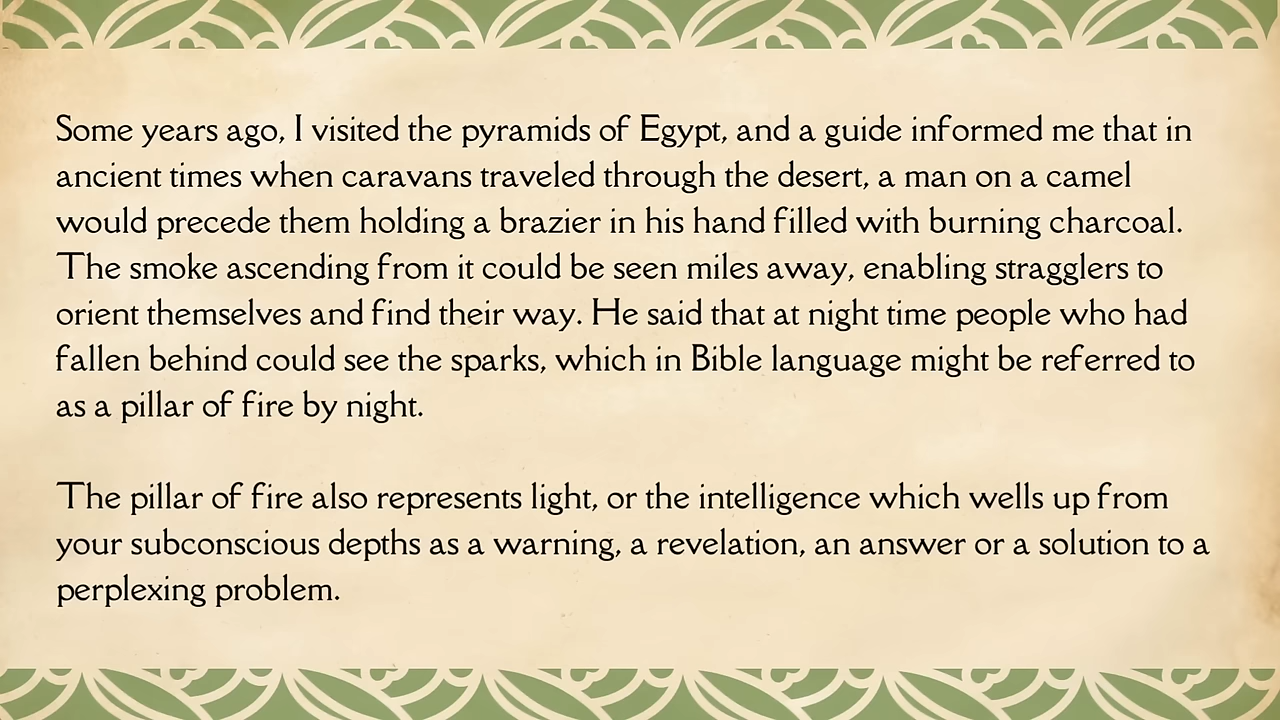 Some years ago, I visited the pyramids of Egypt, and a guide informed me that in
ancient times when caravans traveled through the desert, a man on a camel
would precede them holding a brazier in his hand filled with burning charcoal.
The smoke ascending from it could be seen miles away, enabling stragglers to
orient themselves and find their way. He said that at night time people who had
fallen behind could see the sparks, which in Bible language might be referred to
as a pillar of fire by night.

The pillar of fire also represents light, or the intelligence which wells up from
your subconscious depths as a warning, a revelation, an answer or a solution to a
perplexing problem.